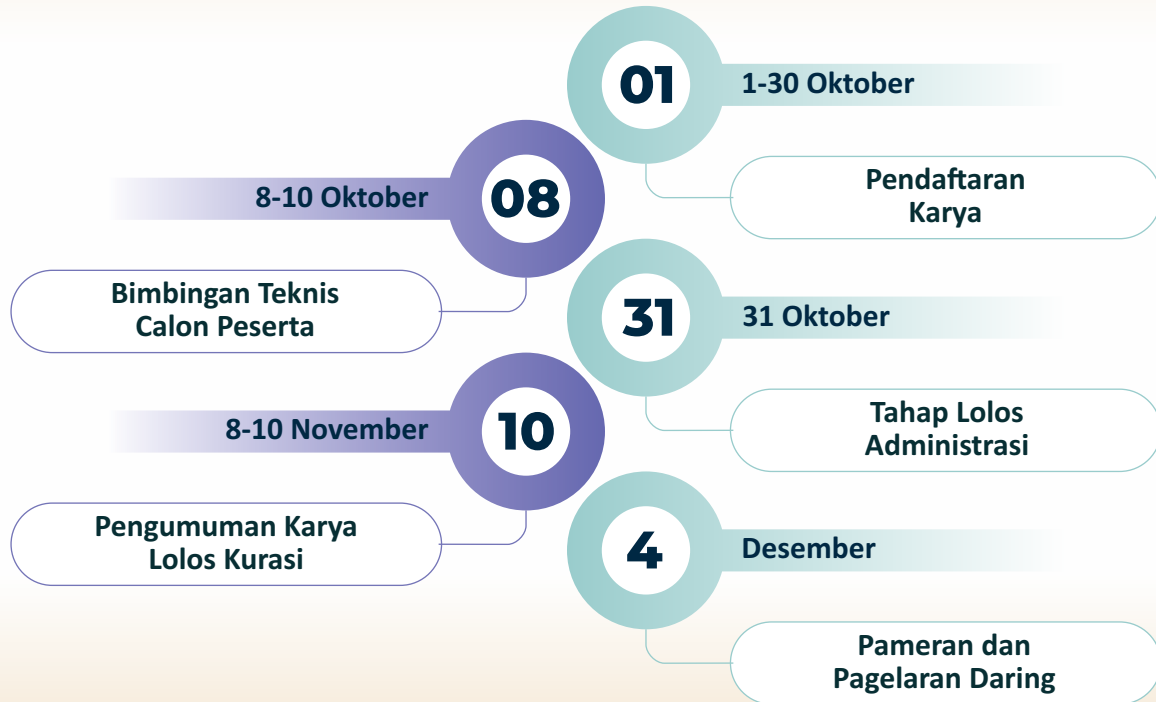 01
1-30 Oktober
Pendaftaran
Karya
08
8-10 Oktober
Bimbingan Teknis
Calon Peserta
31
31 Oktober
Tahap Lolos
Administrasi
10
8-10 November
Pengumuman Karya
Lolos Kurasi
4
Desember
Pameran dan
Pagelaran Daring